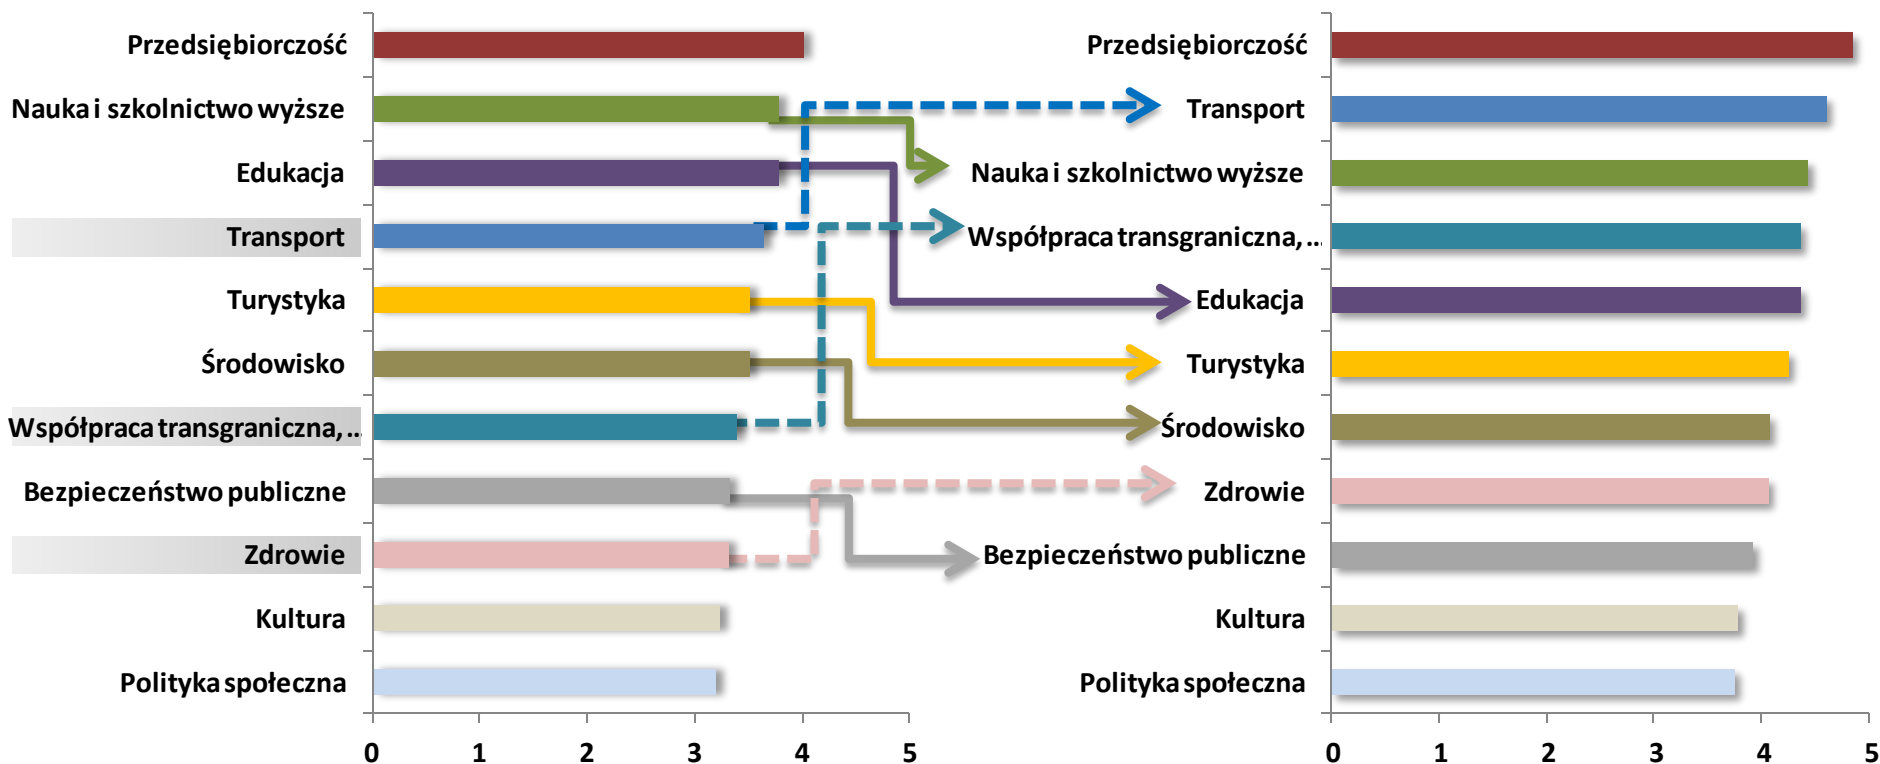 Przedsiębiorczość
Nauka i szkolnictwo wyższe
Edukacja
Transport
Turystyka
Środowisko
Współpraca transgraniczna, …
Bezpieczeństwo publiczne
Zdrowie
Kultura
Polityka społeczna
0 1 2 3 4 5
Przedsiębiorczość
Transport
Nauka i szkolnictwo wyższe
Współpraca transgraniczna, …
Edukacja
Turystyka
Środowisko
Zdrowie
Bezpieczeństwo publiczne
Kultura
Polityka społeczna
0 1 2 3 4 5